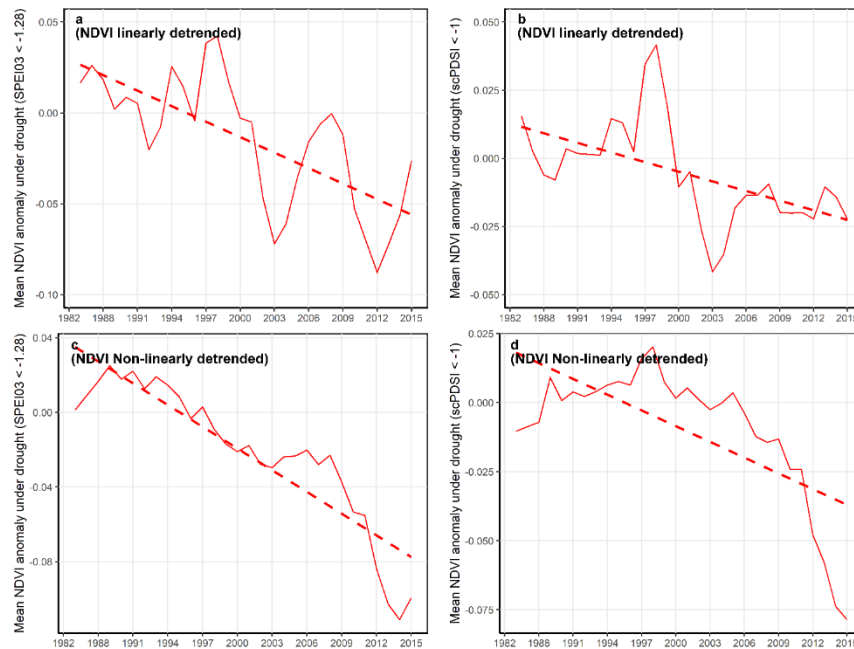 a
(NDVI linearly detrended)
Mean NDVI anomaly under drought (SPEI03 < -1.28)
0.05
0.00
-0.05
-0.10
1982 1985 1988 1991 1994 1997 2000 2003 2006 2009 2012 2015
b
(NDVI linearly detrended)
Mean NDVI anomaly under drought (scPDSI < -1)
0.050
0.025
0.000
-0.025
-0.050
1982 1985 1988 1991 1994 1997 2000 2003 2006 2009 2012 2015
c
(NDVI Non-linearly detrended)
Mean NDVI anomaly under drought (SPEI03 < -1.28)
0.04
0.00
-0.04
-0.08
1982 1985 1988 1991 1994 1997 2000 2003 2006 2009 2012 2015
d
(NDVI Non-linearly detrended)
Mean NDVI anomaly under drought (scPDSI < -1)
0.025
0.000
-0.025
-0.050
-0.075
1982 1985 1988 1991 1994 1997 2000 2003 2006 2009 2012 2015